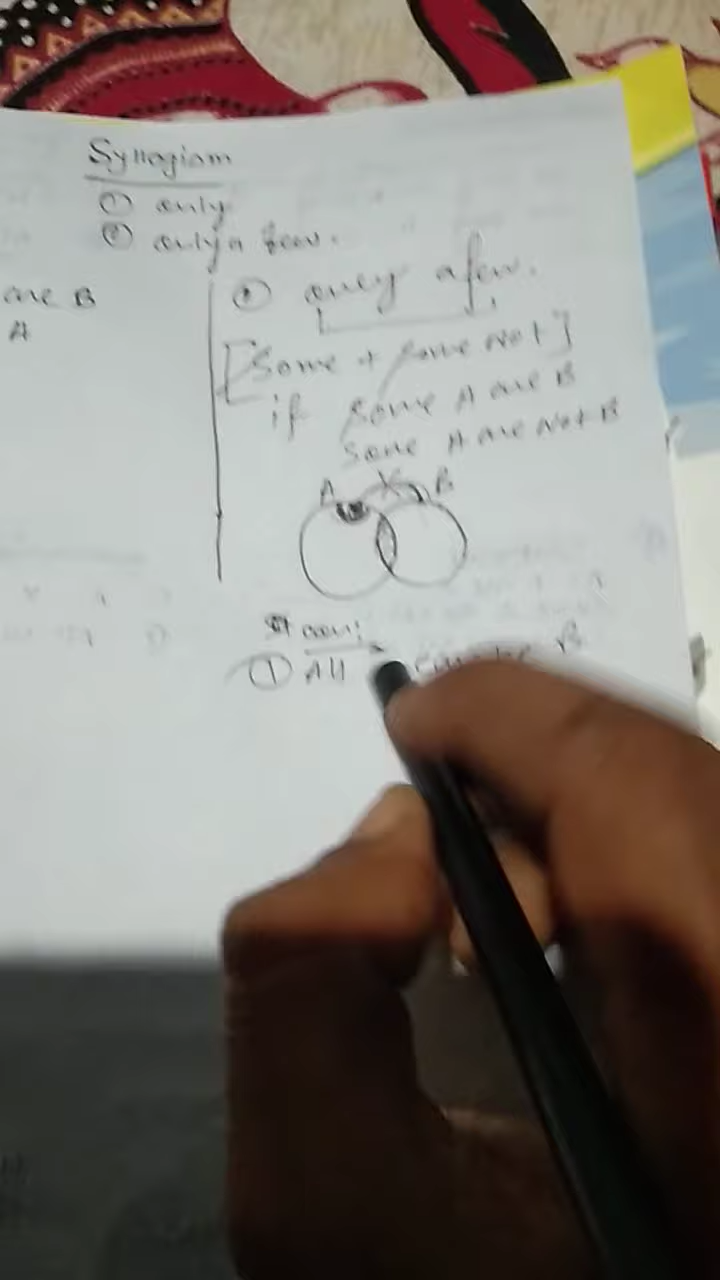 Syllogism
① only
② only a few.
are B
A
② only a few.
[Some + some Not]
if some A are B
some A are Not B
A X B
con:
① All B